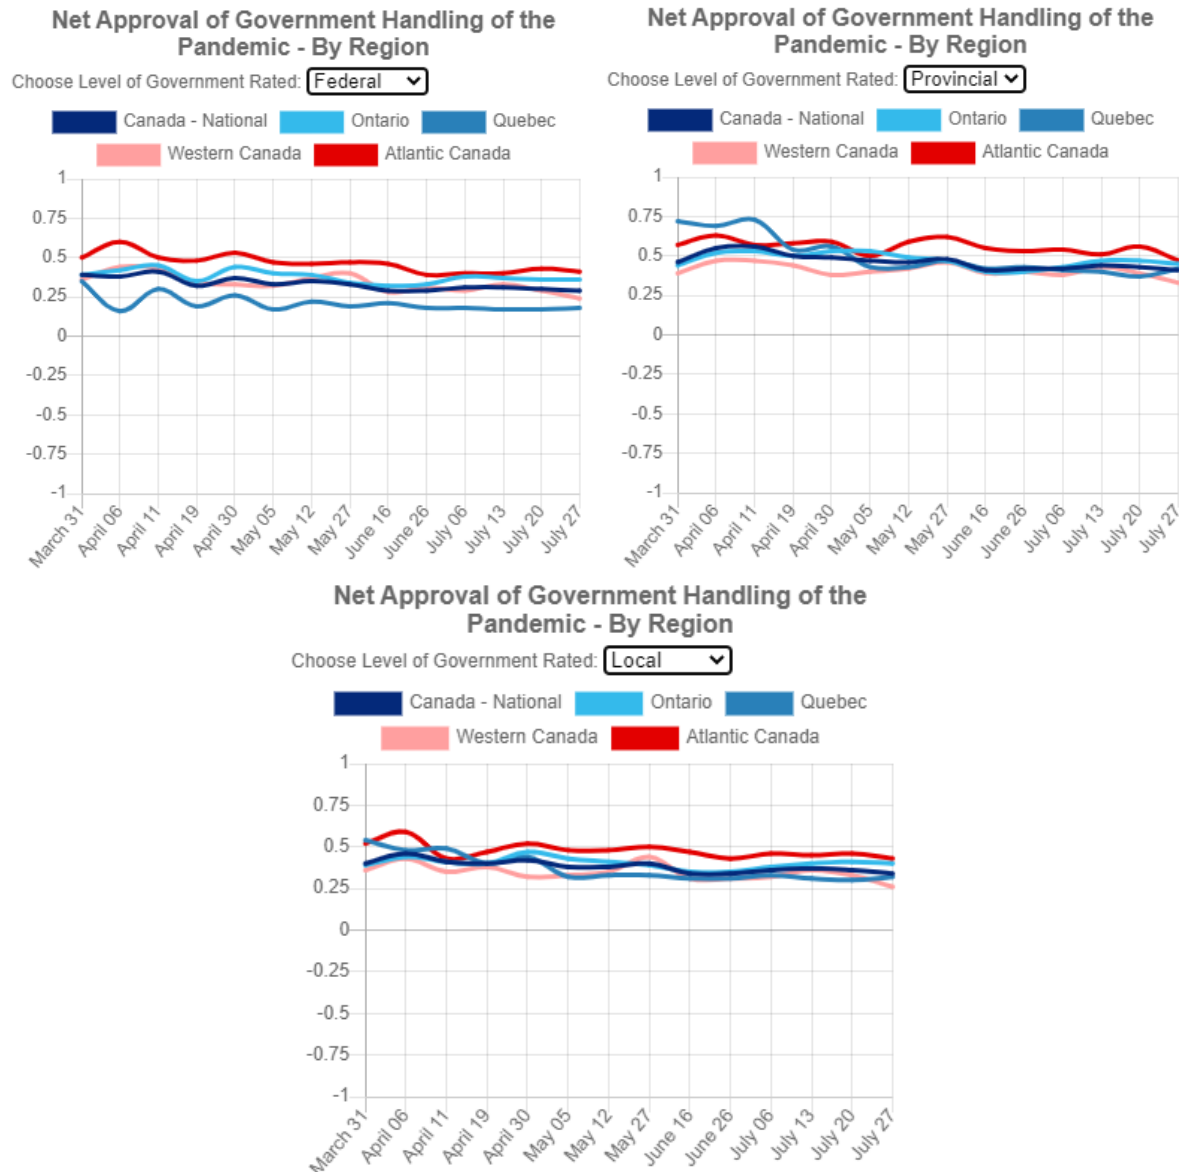 Net Approval of Government Handling of the
Pandemic - By Region
Choose Level of Government Rated: Federal
Canada - National Ontario Quebec
Western Canada Atlantic Canada
1
0.75
0.5
0.25
0
-0.25
-0.5
-0.75
-1
March 31 April 06 April 11 April 19 April 30 May 05 May 12 May 27 June 16 June 26 July 06 July 13 July 20 July 27
Net Approval of Government Handling of the
Pandemic - By Region
Choose Level of Government Rated: Provincial
Canada - National Ontario Quebec
Western Canada Atlantic Canada
1
0.75
0.5
0.25
0
-0.25
-0.5
-0.75
-1
March 31 April 06 April 11 April 19 April 30 May 05 May 12 May 27 June 16 June 26 July 06 July 13 July 20 July 27
Net Approval of Government Handling of the
Pandemic - By Region
Choose Level of Government Rated: Local
Canada - National Ontario Quebec
Western Canada Atlantic Canada
1
0.75
0.5
0.25
0
-0.25
-0.5
-0.75
-1
March 31 April 06 April 11 April 19 April 30 May 05 May 12 May 27 June 16 June 26 July 06 July 13 July 20 July 27